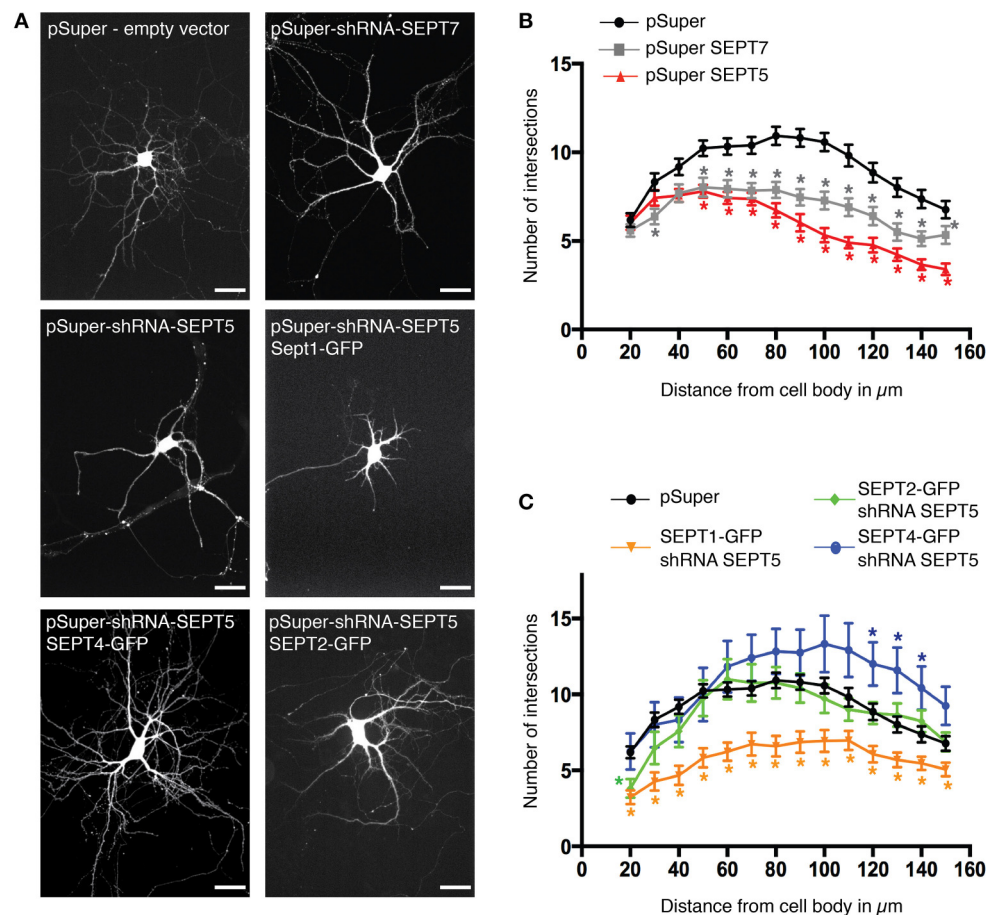 A
pSuper - empty vector
pSuper-shRNA-SEPT7
pSuper-shRNA-SEPT5
pSuper-shRNA-SEPT5
Sept1-GFP
pSuper-shRNA-SEPT5
SEPT4-GFP
pSuper-shRNA-SEPT5
SEPT2-GFP
B
pSuper
pSuper SEPT7
pSuper SEPT5
Number of intersections
15
10
5
0
* * * * * * * * * * * *
* * * * * * * * * * *
0 20 40 60 80 100 120 140 160
Distance from cell body in µm
C
pSuper
SEPT2-GFP
shRNA SEPT5
SEPT1-GFP
shRNA SEPT5
SEPT4-GFP
shRNA SEPT5
Number of intersections
15
10
5
0
* * *
*
* * * * * * * * * * * * * *
0 20 40 60 80 100 120 140 160
Distance from cell body in µm